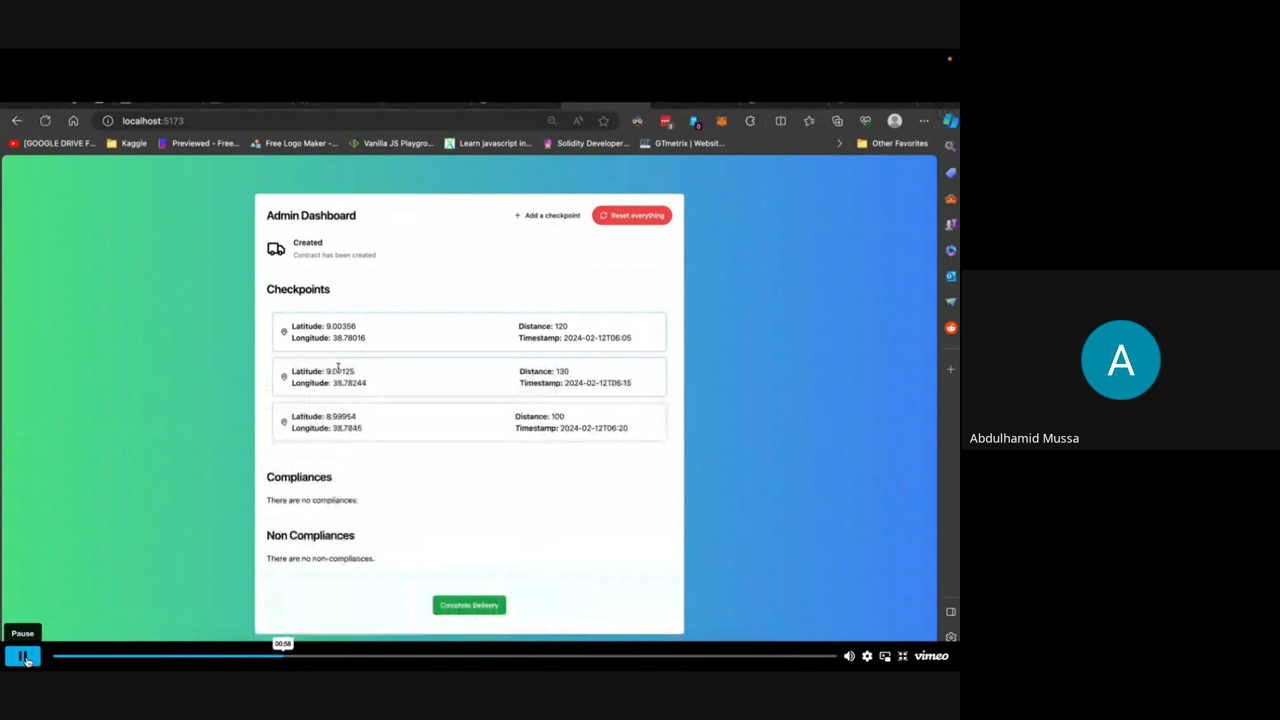 localhost:5173
[GOOGLE DRIVE F...
Kaggle
Previewed - Free...
Free Logo Maker -...
Vanilla JS Playgro...
Learn javascript in...
Solidity Developer...
GTmetrix | Websit...
Other Favorites
Admin Dashboard
+ Add a checkpoint
Reset everything
Created
Contract has been created
Checkpoints
Latitude: 9.00356
Distance: 120
Longitude: 38.78016
Timestamp: 2024-02-12T06:05
Latitude: 9.00125
Distance: 130
Longitude: 38.78244
Timestamp: 2024-02-12T06:15
Latitude: 8.99954
Distance: 100
Longitude: 38.7845
Timestamp: 2024-02-12T06:20
Compliances
There are no compliances.
Non Compliances
There are no non-compliances.
Complete Delivery
Pause
00:58
vimeo
A
Abdulhamid Mussa